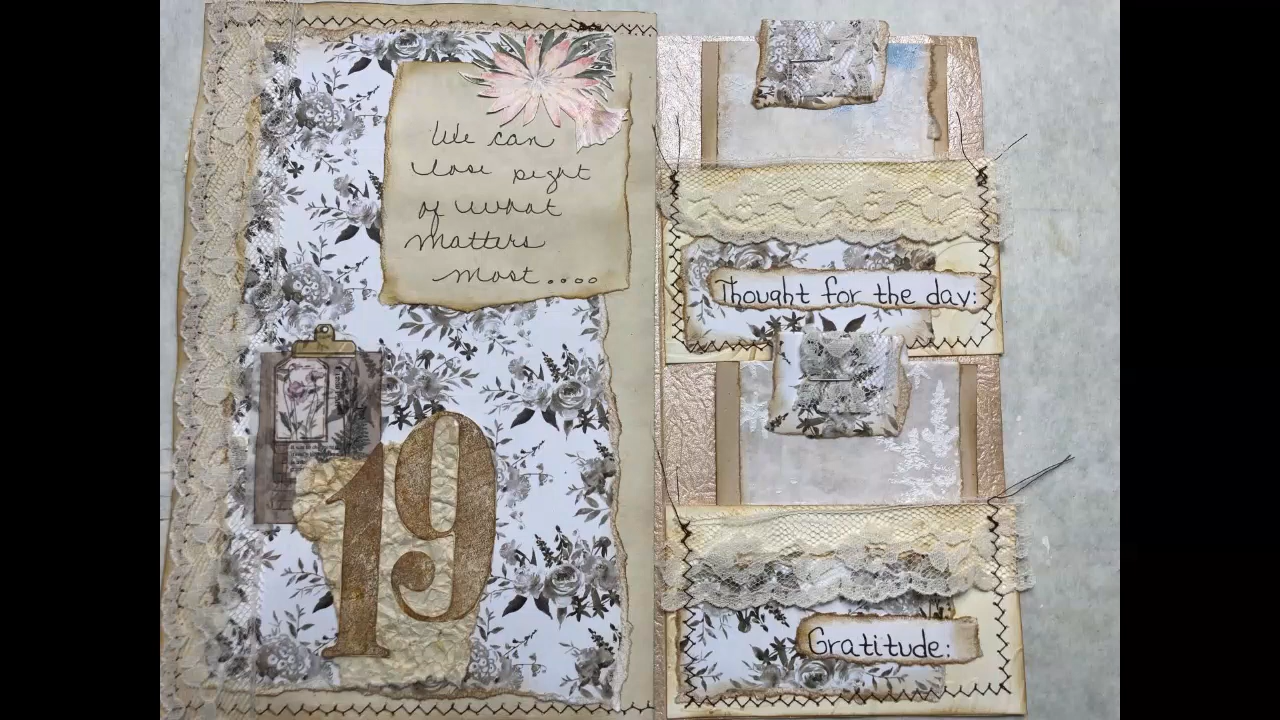 We can
lose sight
of what
matters
most....
19
Thought for the day:
Gratitude: